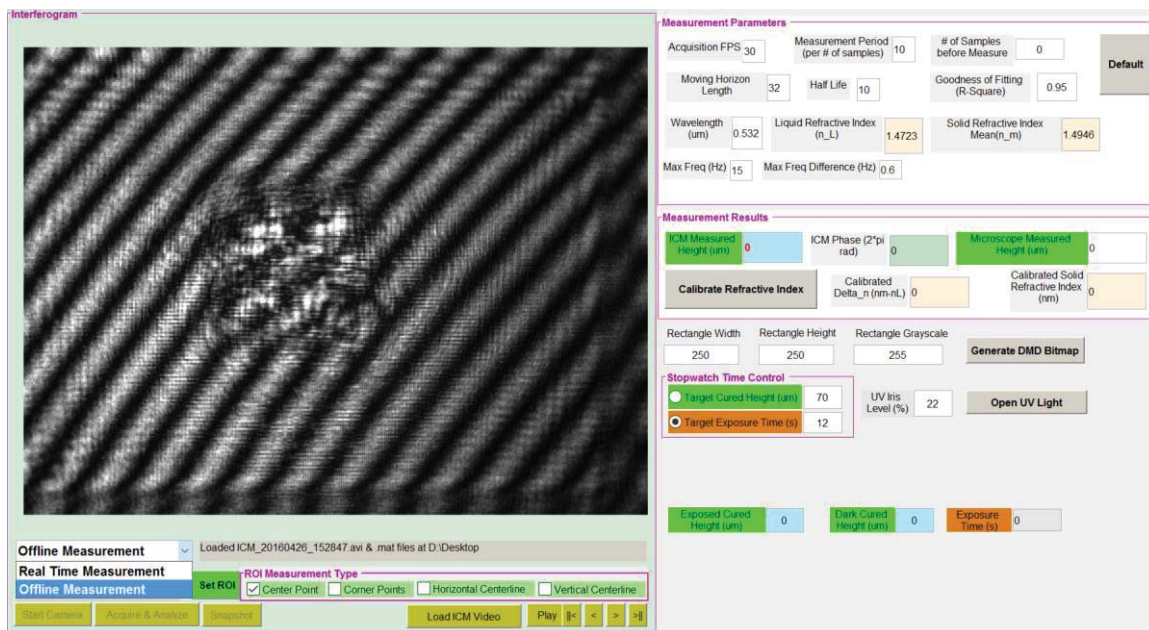 Interferogram
Offline Measurement
Loaded ICM_20160426_152847.avi & .mat files at D:\Desktop
Real Time Measurement
Offline Measurement
Set ROI
ROI Measurement Type
Center Point
Corner Points
Horizontal Centerline
Vertical Centerline
Start Camera
Acquire & Analyze
Snapshot
Load ICM Video
Play
||<
<
>
>||
Measurement Parameters
Acquisition FPS
30
Measurement Period
(per # of samples)
10
# of Samples
before Measure
0
Default
Moving Horizon
Length
32
Half Life
10
Goodness of Fitting
(R-Square)
0.95
Wavelength
(um)
0.532
Liquid Refractive Index
(n_L)
1.4723
Solid Refractive Index
Mean(n_m)
1.4946
Max Freq (Hz)
15
Max Freq Difference (Hz)
0.6
Measurement Results
ICM Measured
Height (um)
0
ICM Phase (2*pi
rad)
0
Microscope Measured
Height (um)
0
Calibrate Refractive Index
Calibrated
Delta_n (nm-nL)
0
Calibrated Solid
Refractive Index
(nm)
0
Rectangle Width
250
Rectangle Height
250
Rectangle Grayscale
255
Generate DMD Bitmap
Stopwatch Time Control
Target Cured Height (um)
70
Target Exposure Time (s)
12
UV Iris
Level (%)
22
Open UV Light
Exposed Cured
Height (um)
0
Dark Cured
Height (um)
0
Exposure
Time (s)
0